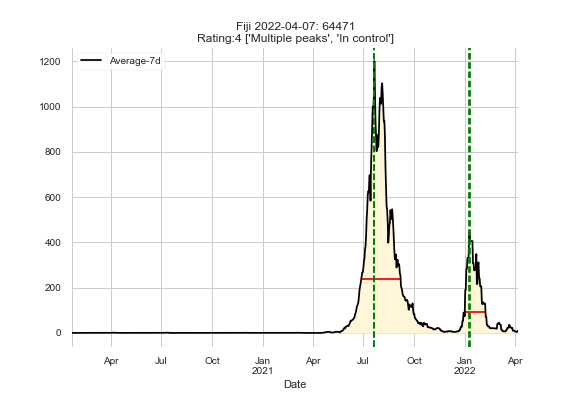 Fiji 2022-04-07: 64471
Rating:4 ['Multiple peaks', 'In control']
Average-7d
1200
1000
800
600
400
200
0
Apr Jul Oct Jan Apr Jul Oct Jan Apr
2021 2022
Date